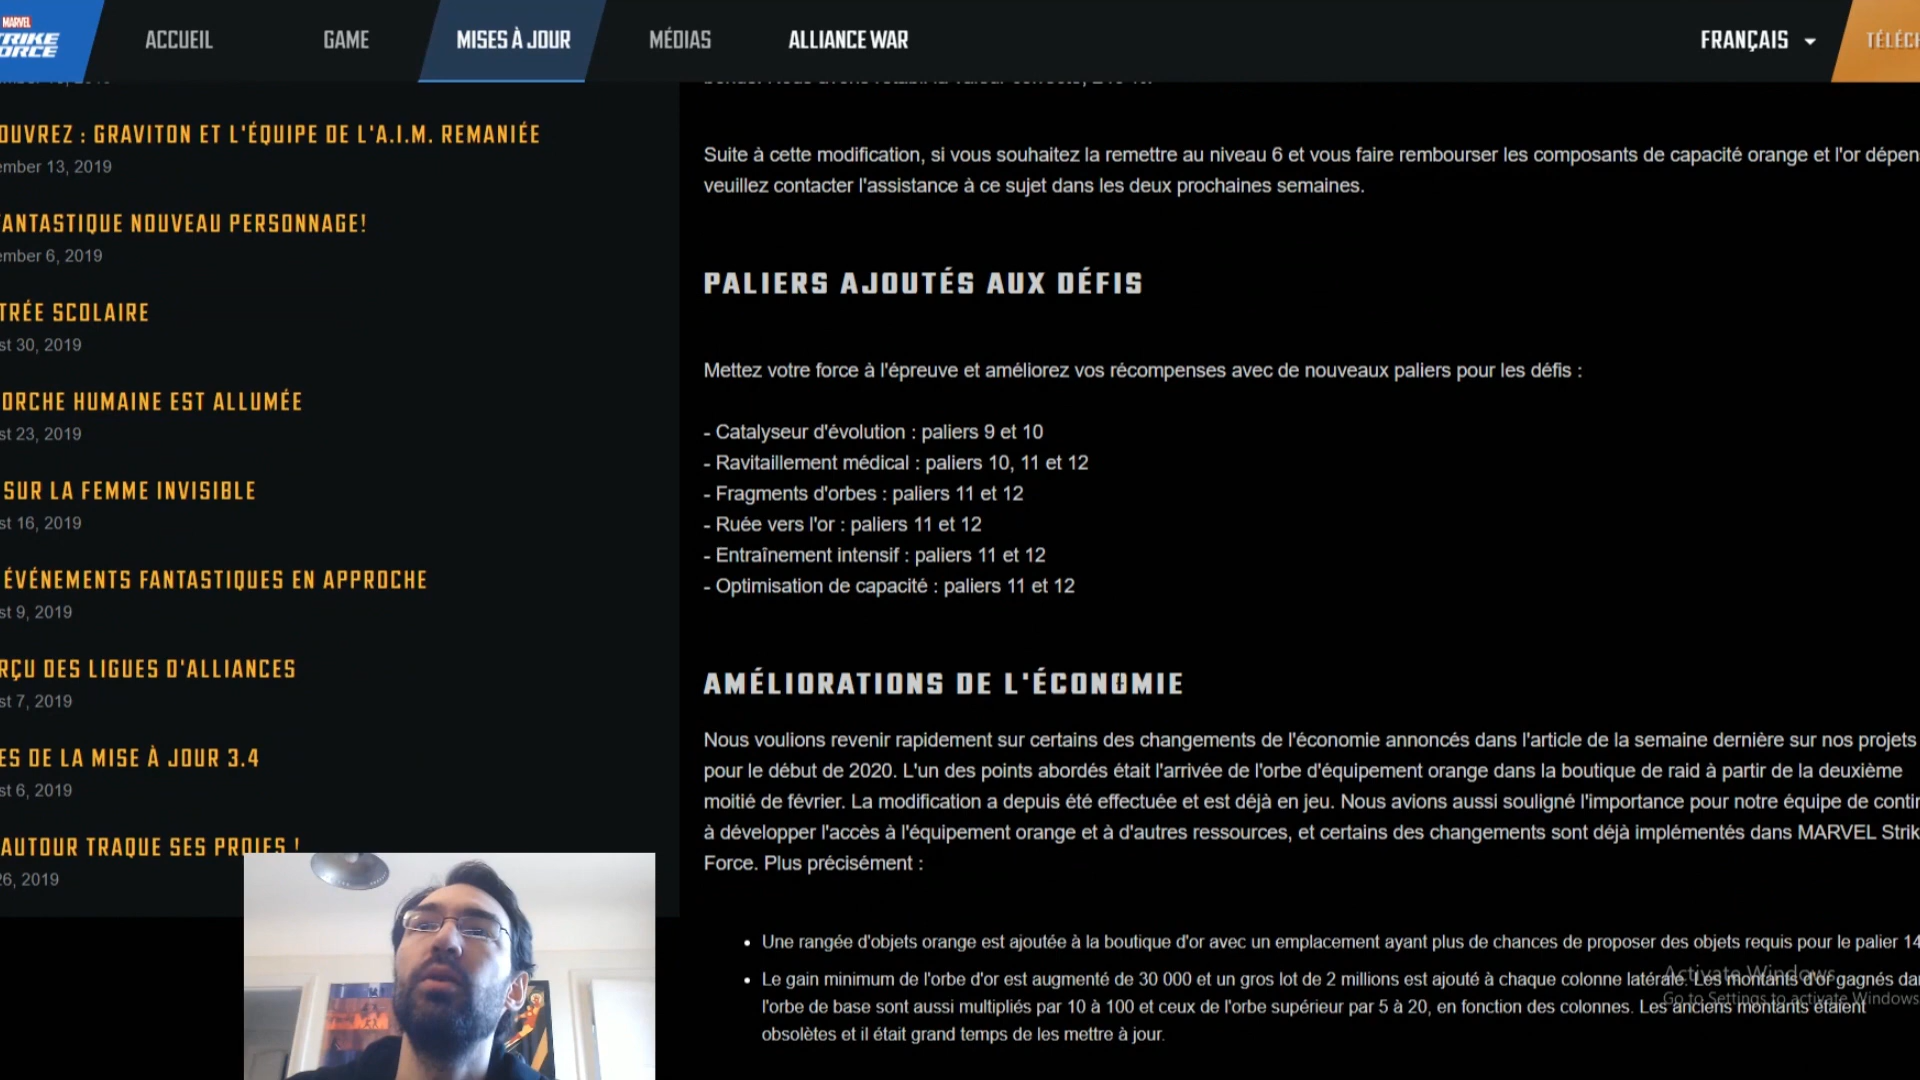 MARVEL
ACCUEIL
GAME
MISES À JOUR
MÉDIAS
ALLIANCE WAR
FRANÇAIS
OUVREZ : GRAVITON ET L'ÉQUIPE DE L'A.I.M. REMANIÉE
ember 13, 2019
ANTASTIQUE NOUVEAU PERSONNAGE!
ember 6, 2019
TRÉE SCOLAIRE
st 30, 2019
ORCHE HUMAINE EST ALLUMÉE
st 23, 2019
SUR LA FEMME INVISIBLE
st 16, 2019
ÉVÉNEMENTS FANTASTIQUES EN APPROCHE
st 9, 2019
RÇU DES LIGUES D'ALLIANCES
st 7, 2019
ES DE LA MISE À JOUR 3.4
st 6, 2019
AUTOUR TRAQUE SES PROIES !
26, 2019
Suite à cette modification, si vous souhaitez la remettre au niveau 6 et vous faire rembourser les composants de capacité orange et l'or dépens
veuillez contacter l'assistance à ce sujet dans les deux prochaines semaines.
PALIERS AJOUTÉS AUX DÉFIS
Mettez votre force à l'épreuve et améliorez vos récompenses avec de nouveaux paliers pour les défis :
- Catalyseur d'évolution : paliers 9 et 10
- Ravitaillement médical : paliers 10, 11 et 12
- Fragments d'orbes : paliers 11 et 12
- Ruée vers l'or : paliers 11 et 12
- Entraînement intensif : paliers 11 et 12
- Optimisation de capacité : paliers 11 et 12
AMÉLIORATIONS DE L'ÉCONOMIE
Nous voulions revenir rapidement sur certains des changements de l'économie annoncés dans l'article de la semaine dernière sur nos projets
pour le début de 2020. L'un des points abordés était l'arrivée de l'orbe d'équipement orange dans la boutique de raid à partir de la deuxième
moitié de février. La modification a depuis été effectuée et est déjà en jeu. Nous avions aussi souligné l'importance pour notre équipe de contin
à développer l'accès à l'équipement orange et à d'autres ressources, et certains des changements sont déjà implémentés dans MARVEL Strik
Force. Plus précisément :
• Une rangée d'objets orange est ajoutée à la boutique d'or avec un emplacement ayant plus de chances de proposer des objets requis pour le palier 14
• Le gain minimum de l'orbe d'or est augmenté de 30 000 et un gros lot de 2 millions est ajouté à chaque colonne latérale. Les montants d'or gagnés dan
l'orbe de base sont aussi multipliés par 10 à 100 et ceux de l'orbe supérieur par 5 à 20, en fonction des colonnes. Les anciens montants étaient
obsolètes et il était grand temps de les mettre à jour.
Activate Windows
Go to Settings to activate Windows